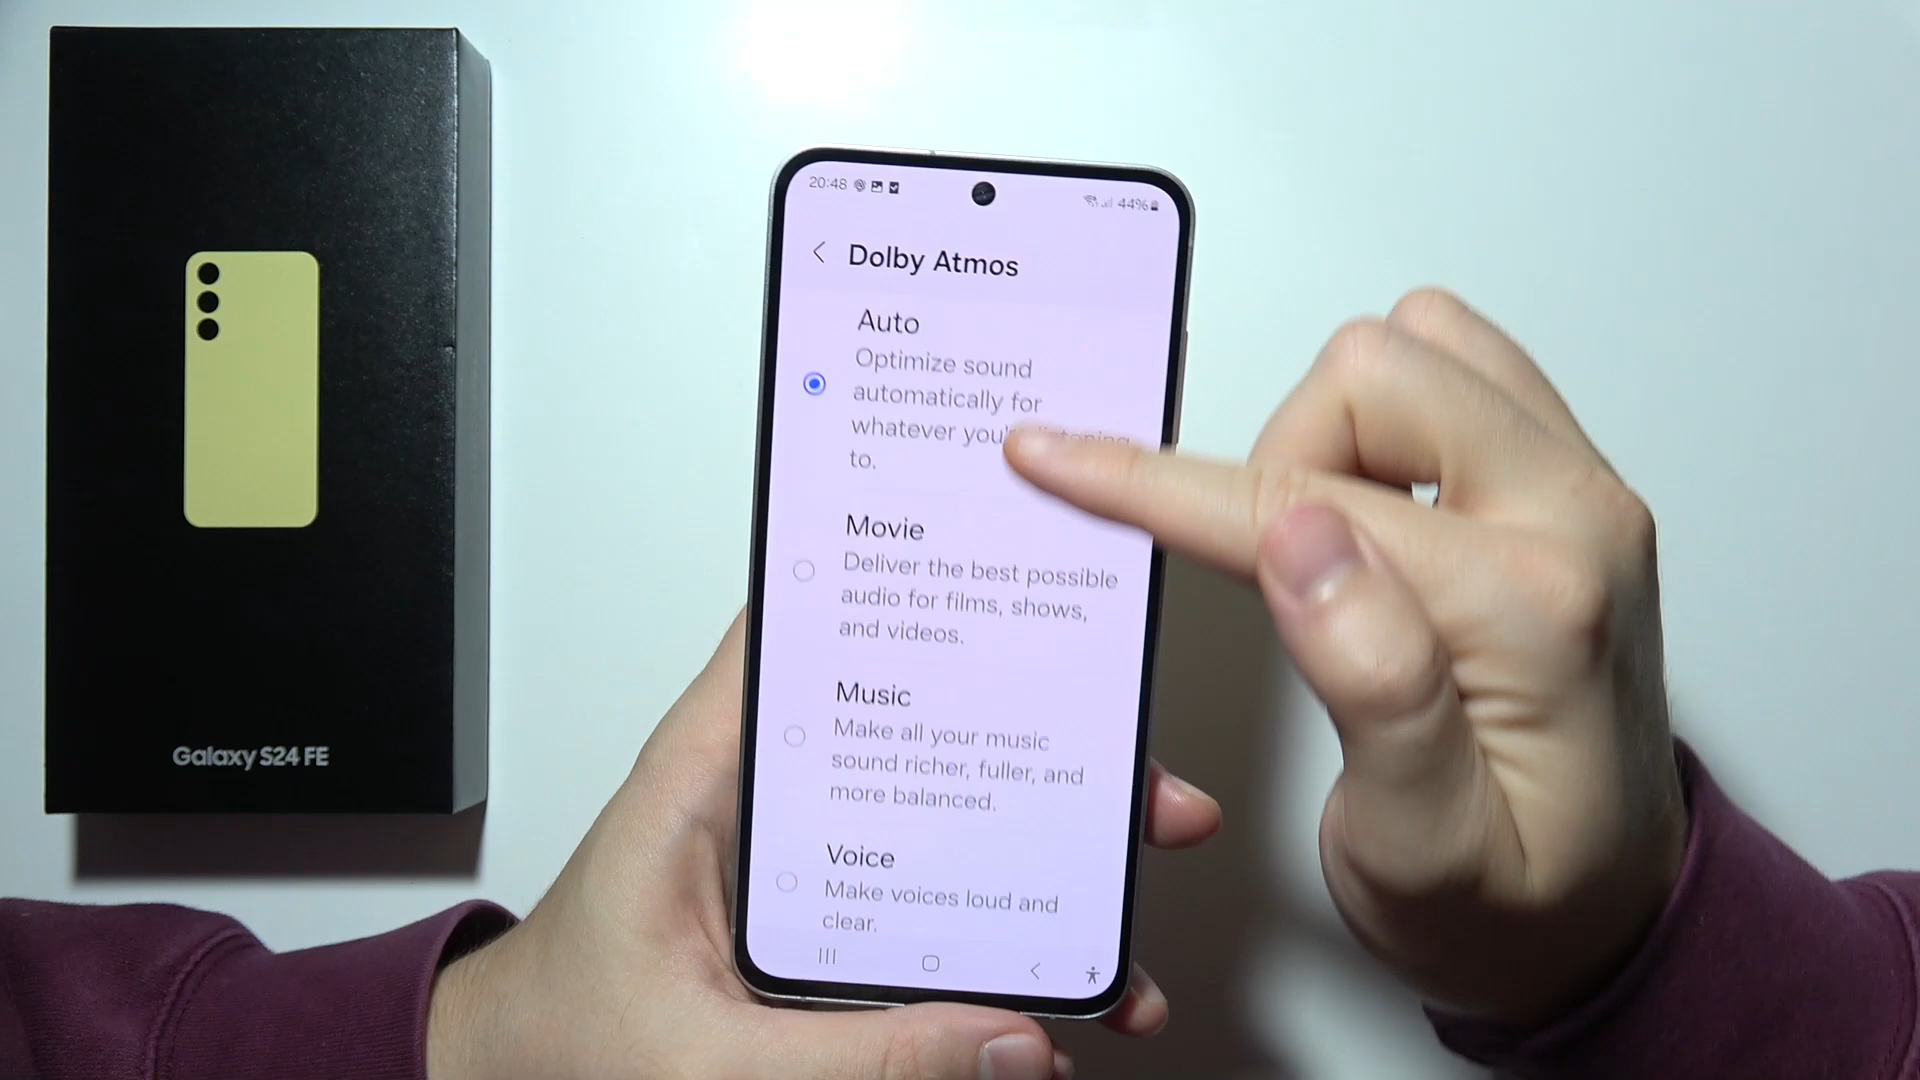 Galaxy S24 FE
20:48
44%
Dolby Atmos
Auto
Optimize sound
automatically for
whatever you're listening
to.
Movie
Deliver the best possible
audio for films, shows,
and videos.
Music
Make all your music
sound richer, fuller, and
more balanced.
Voice
Make voices loud and
clear.